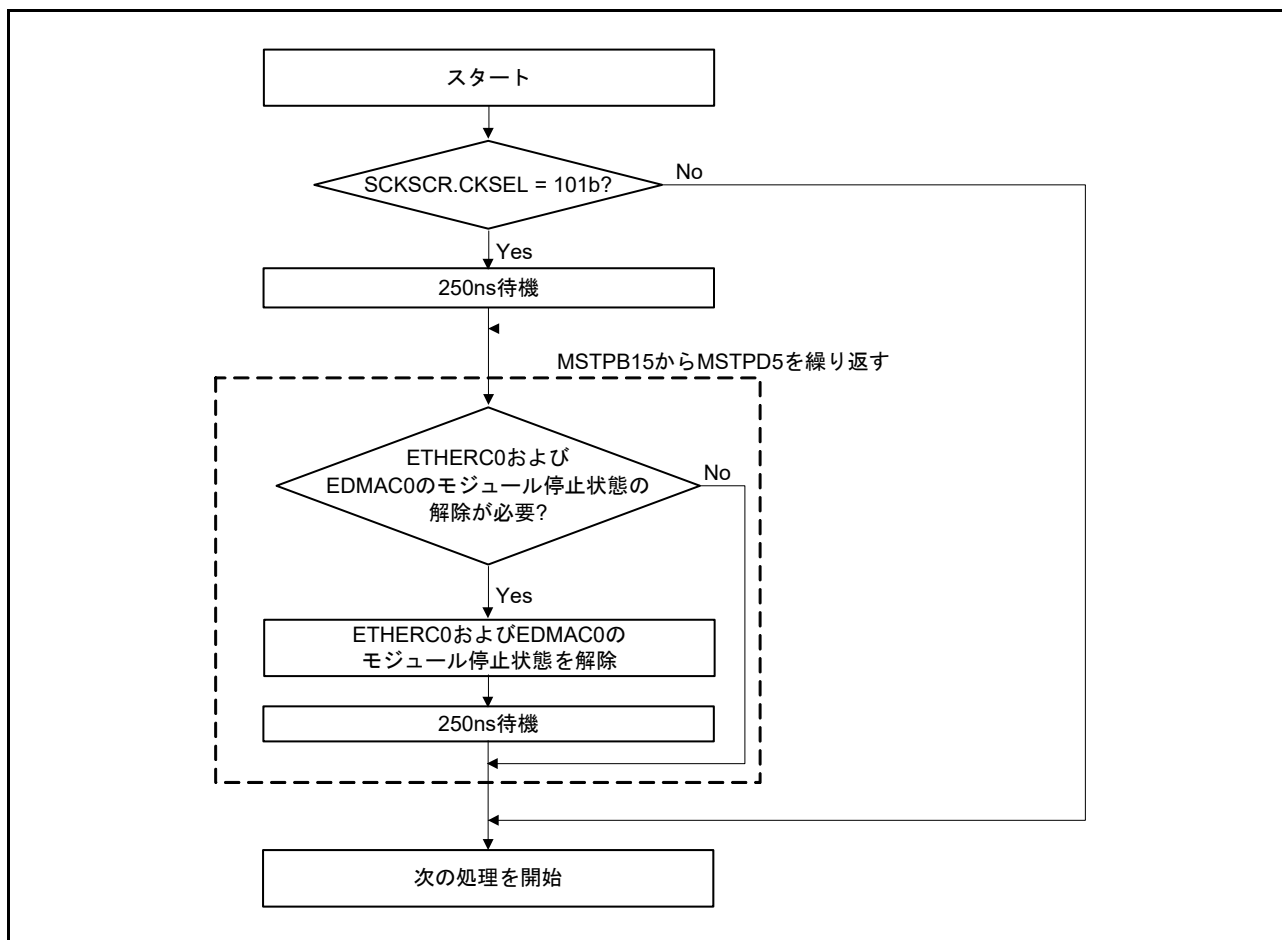 スタート
SCKSCR.CKSEL = 101b?
No
Yes
250ns待機
MSTPB15からMSTPD5を繰り返す
ETHERC0および
EDMAC0のモジュール停止状態の
解除が必要?
No
Yes
ETHERC0およびEDMAC0の
モジュール停止状態を解除
250ns待機
次の処理を開始